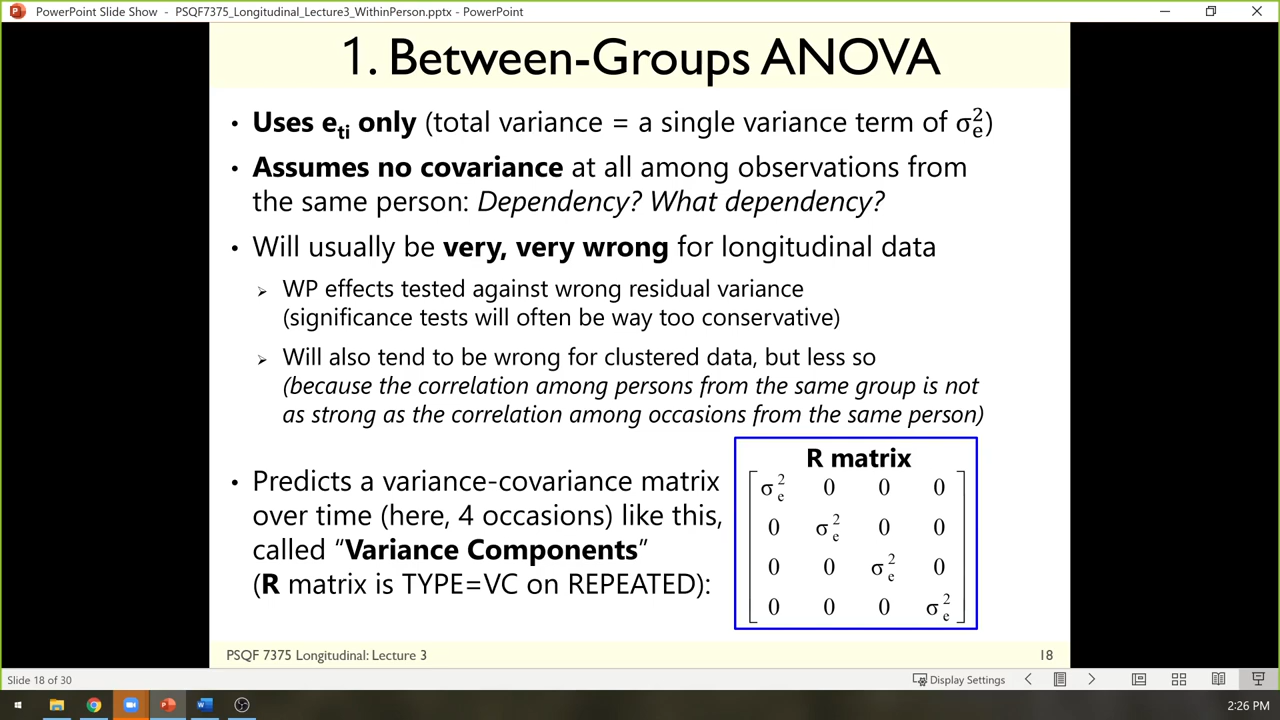 PowerPoint Slide Show - PSQF7375_Longitudinal_Lecture3_WithinPerson.pptx - PowerPoint
1. Between-Groups ANOVA
• Uses eti only (total variance = a single variance term of σ²e)
• Assumes no covariance at all among observations from
the same person: Dependency? What dependency?
• Will usually be very, very wrong for longitudinal data
➢ WP effects tested against wrong residual variance
(significance tests will often be way too conservative)
➢ Will also tend to be wrong for clustered data, but less so
(because the correlation among persons from the same group is not
as strong as the correlation among occasions from the same person)
• Predicts a variance-covariance matrix
over time (here, 4 occasions) like this,
called “Variance Components”
(R matrix is TYPE=VC on REPEATED):
R matrix
σ²e 0 0 0
0 σ²e 0 0
0 0 σ²e 0
0 0 0 σ²e
PSQF 7375 Longitudinal: Lecture 3
18
Slide 18 of 30
Display Settings
2:26 PM